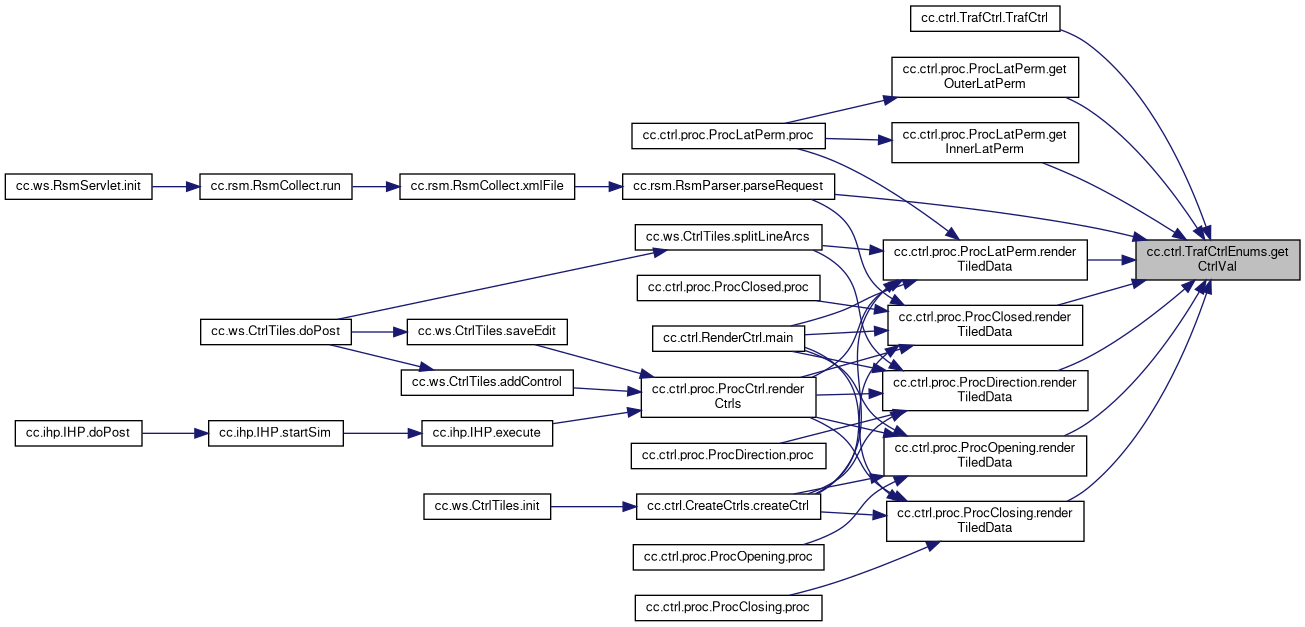 cc.ctrl.TrafCtrl.TrafCtrl
cc.ctrl.proc.ProcLatPerm.get
OuterLatPerm
cc.ctrl.proc.ProcLatPerm.proc
cc.ctrl.proc.ProcLatPerm.get
InnerLatPerm
cc.ws.RsmServlet.init
cc.rsm.RsmCollect.run
cc.rsm.RsmCollect.xmlFile
cc.rsm.RsmParser.parseRequest
cc.ws.CtrlTiles.splitLineArcs
cc.ctrl.proc.ProcLatPerm.render
TiledData
cc.ctrl.TrafCtrlEnums.get
CtrlVal
cc.ctrl.proc.ProcClosed.proc
cc.ctrl.proc.ProcClosed.render
TiledData
cc.ws.CtrlTiles.doPost
cc.ws.CtrlTiles.saveEdit
cc.ctrl.RenderCtrl.main
cc.ws.CtrlTiles.addControl
cc.ctrl.proc.ProcCtrl.render
Ctrls
cc.ctrl.proc.ProcDirection.render
TiledData
cc.ihp.IHP.doPost
cc.ihp.IHP.startSim
cc.ihp.IHP.execute
cc.ctrl.proc.ProcDirection.proc
cc.ctrl.proc.ProcOpening.render
TiledData
cc.ws.CtrlTiles.init
cc.ctrl.CreateCtrls.createCtrl
cc.ctrl.proc.ProcClosing.render
TiledData
cc.ctrl.proc.ProcOpening.proc
cc.ctrl.proc.ProcClosing.proc